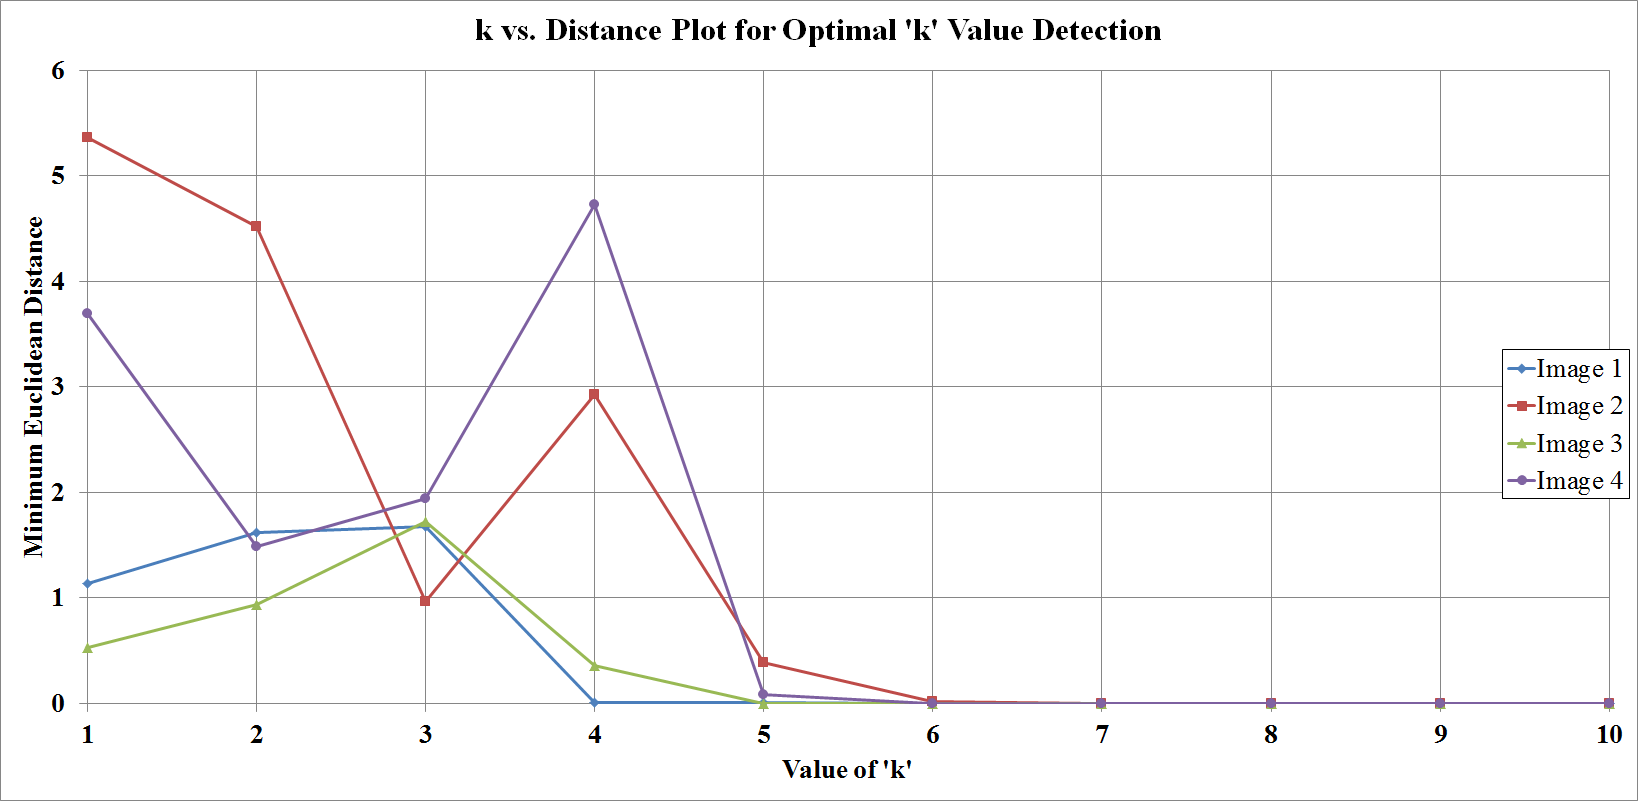 k vs. Distance Plot for Optimal 'k' Value Detection
6
5
4
3
2
1
0
Minimum Euclidean Distance
1 2 3 4 5 6 7 8 9 10
Value of 'k'
Image 1
Image 2
Image 3
Image 4